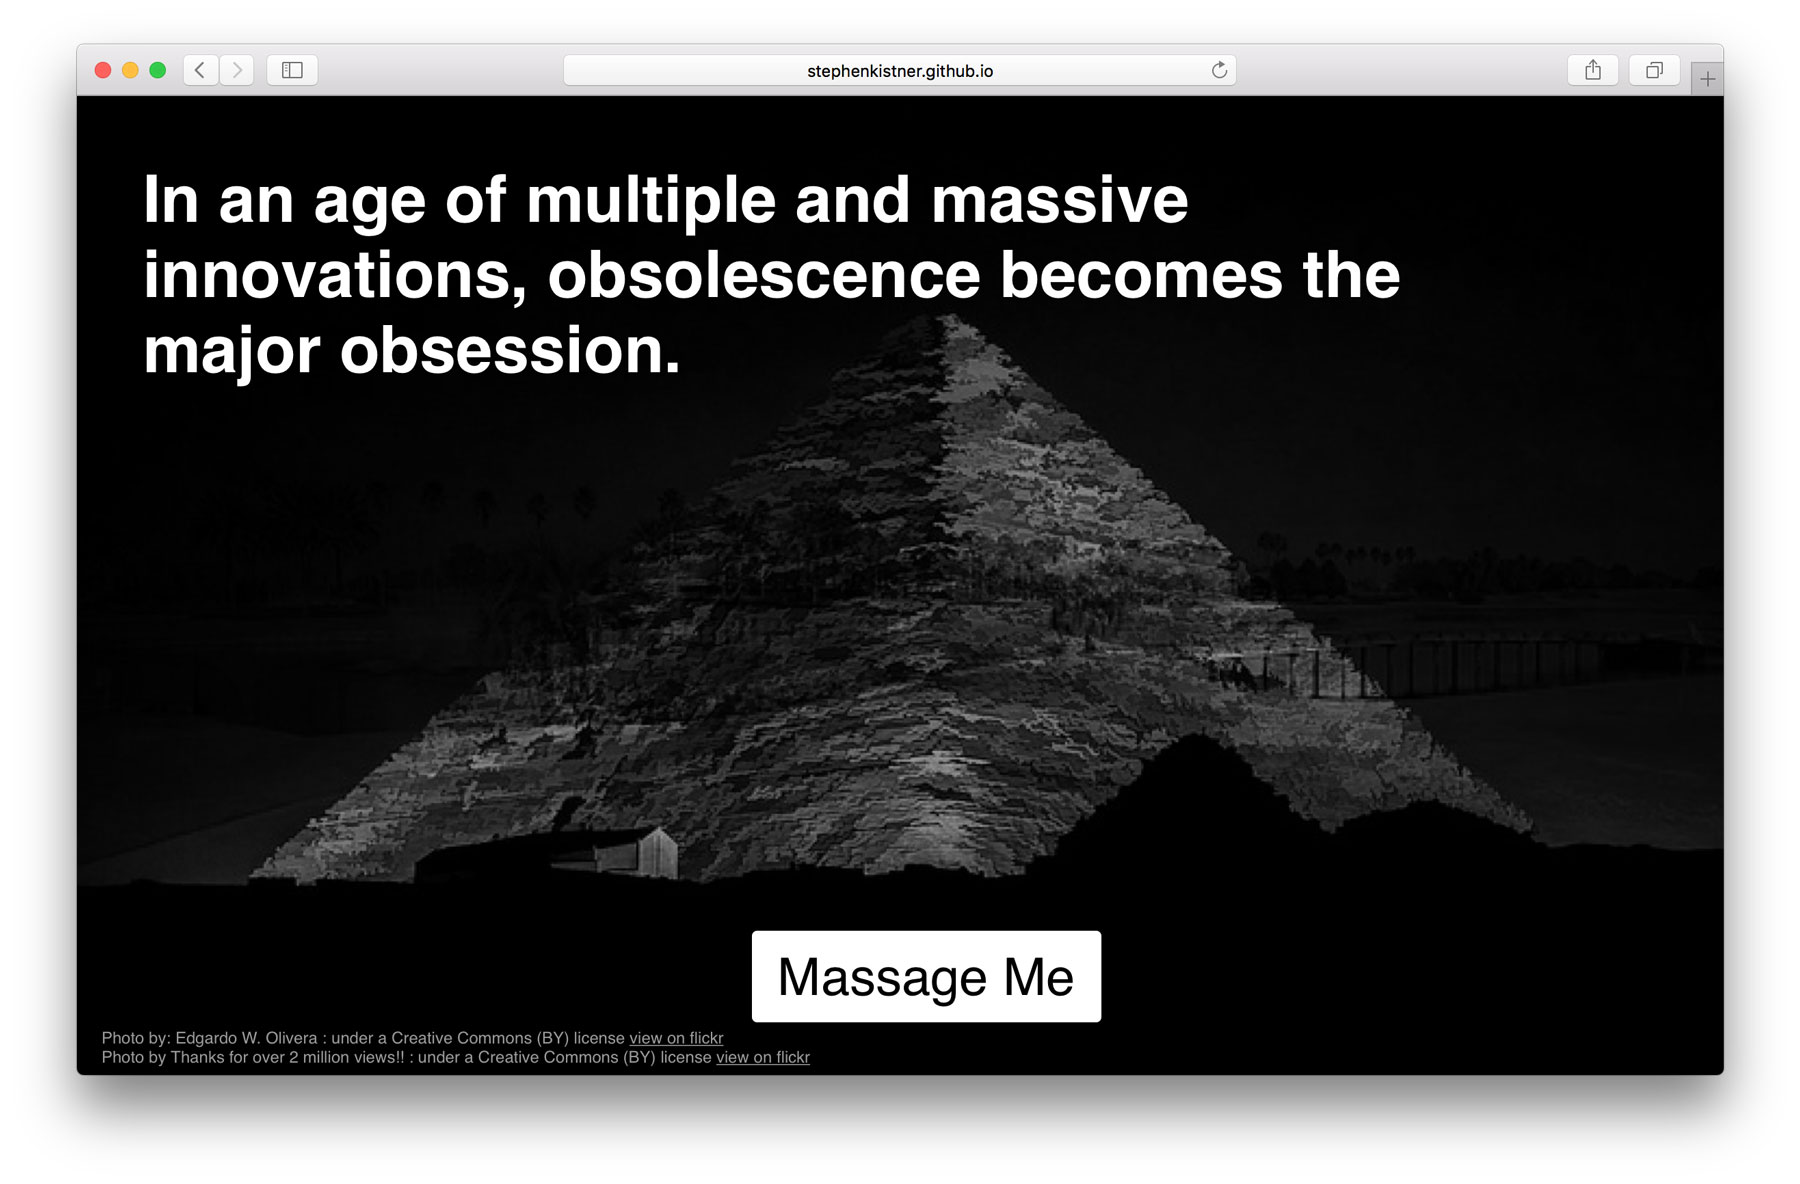 stephenkistner.github.io
In an age of multiple and massive
innovations, obsolescence becomes the
major obsession.
Massage Me
Photo by: Edgardo W. Olivera : under a Creative Commons (BY) license view on flickr
Photo by Thanks for over 2 million views!! : under a Creative Commons (BY) license view on flickr